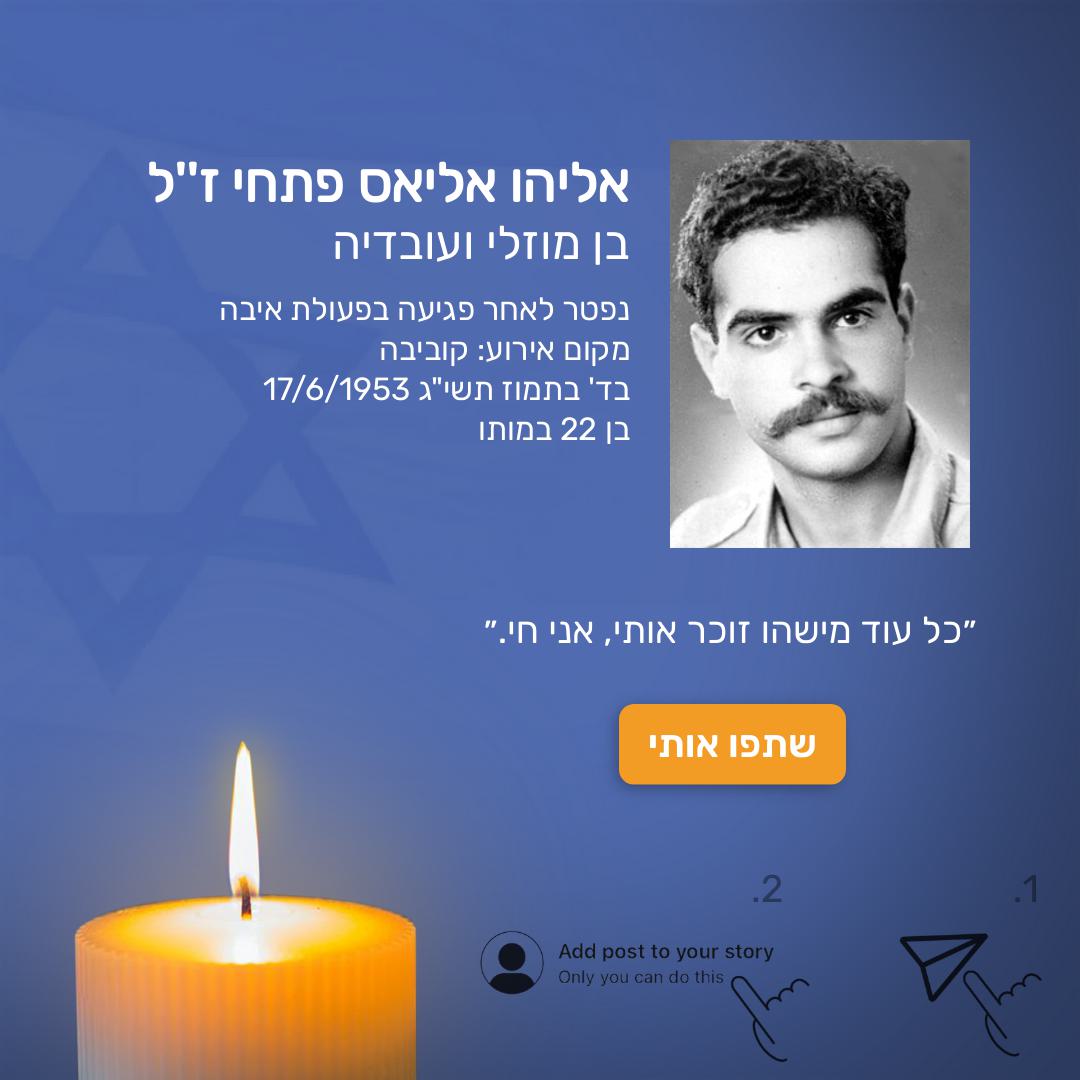 אליהו אליאס פתחי ז"ל
בן מוזלי ועובדיה
נפטר לאחר פגיעה בפעולת איבה
מקום אירוע: קוביבה
בד' בתמוז תשי"ג 17/6/1953
בן 22 במותו
״כל עוד מישהו זוכר אותי, אני חי.״
שתפו אותי
1.
2.
Add post to your story
Only you can do this